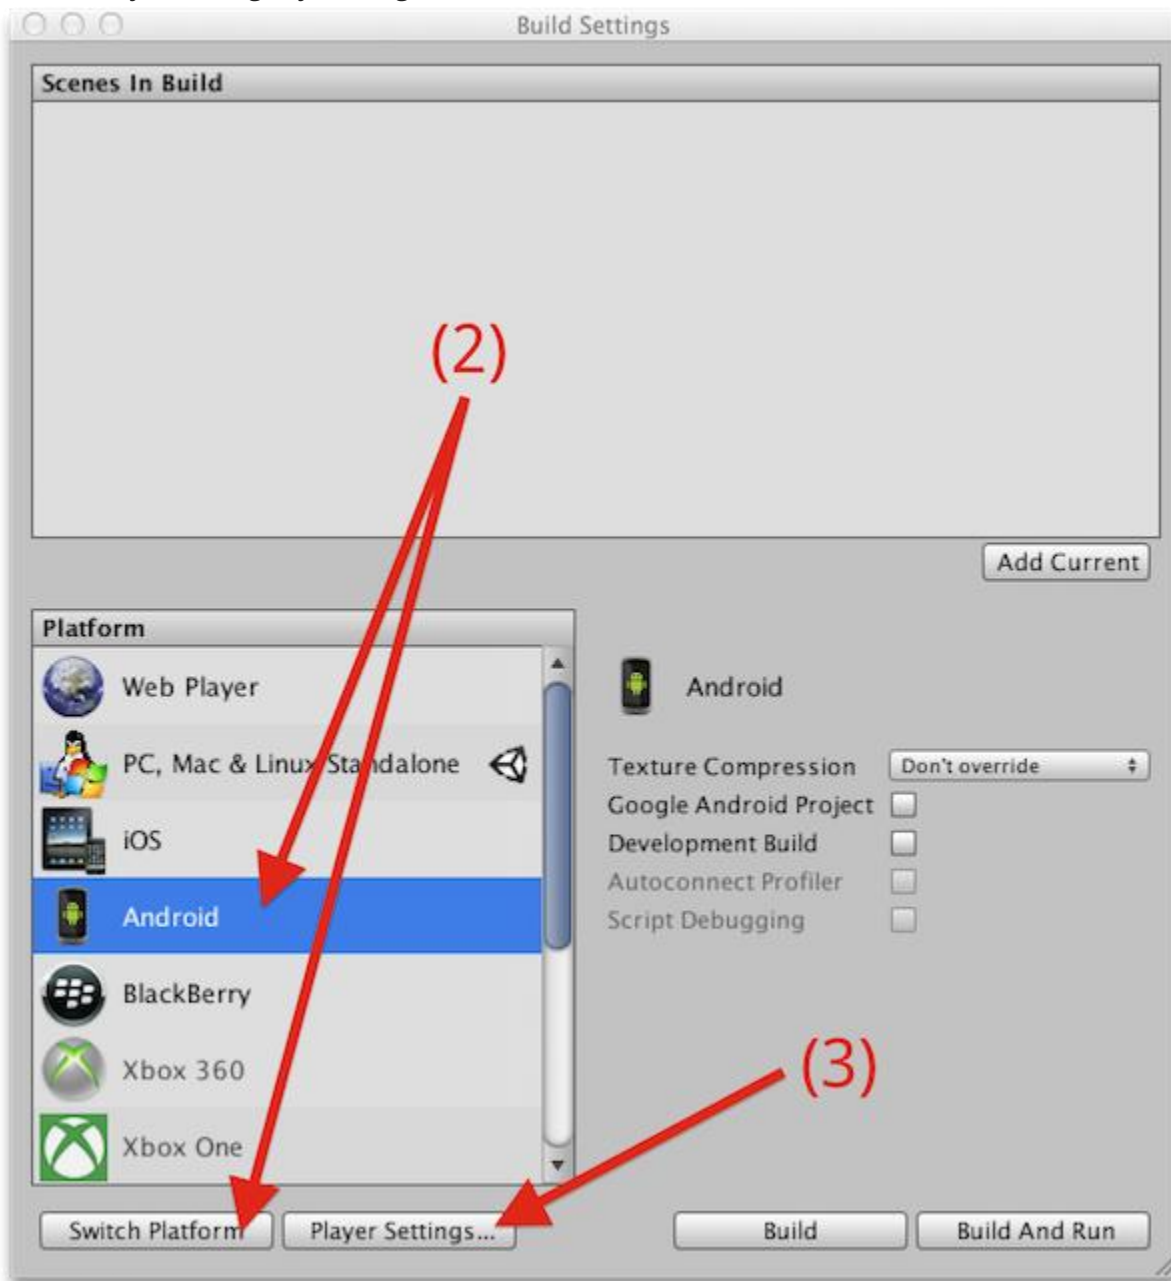 Build Settings
Scenes In Build
(2)
Add Current
Platform
Web Player
PC, Mac & Linux Standalone
iOS
Android
BlackBerry
Xbox 360
Xbox One
Android
Texture Compression Don't override
Google Android Project
Development Build
Autoconnect Profiler
Script Debugging
(3)
Switch Platform Player Settings... Build Build And Run